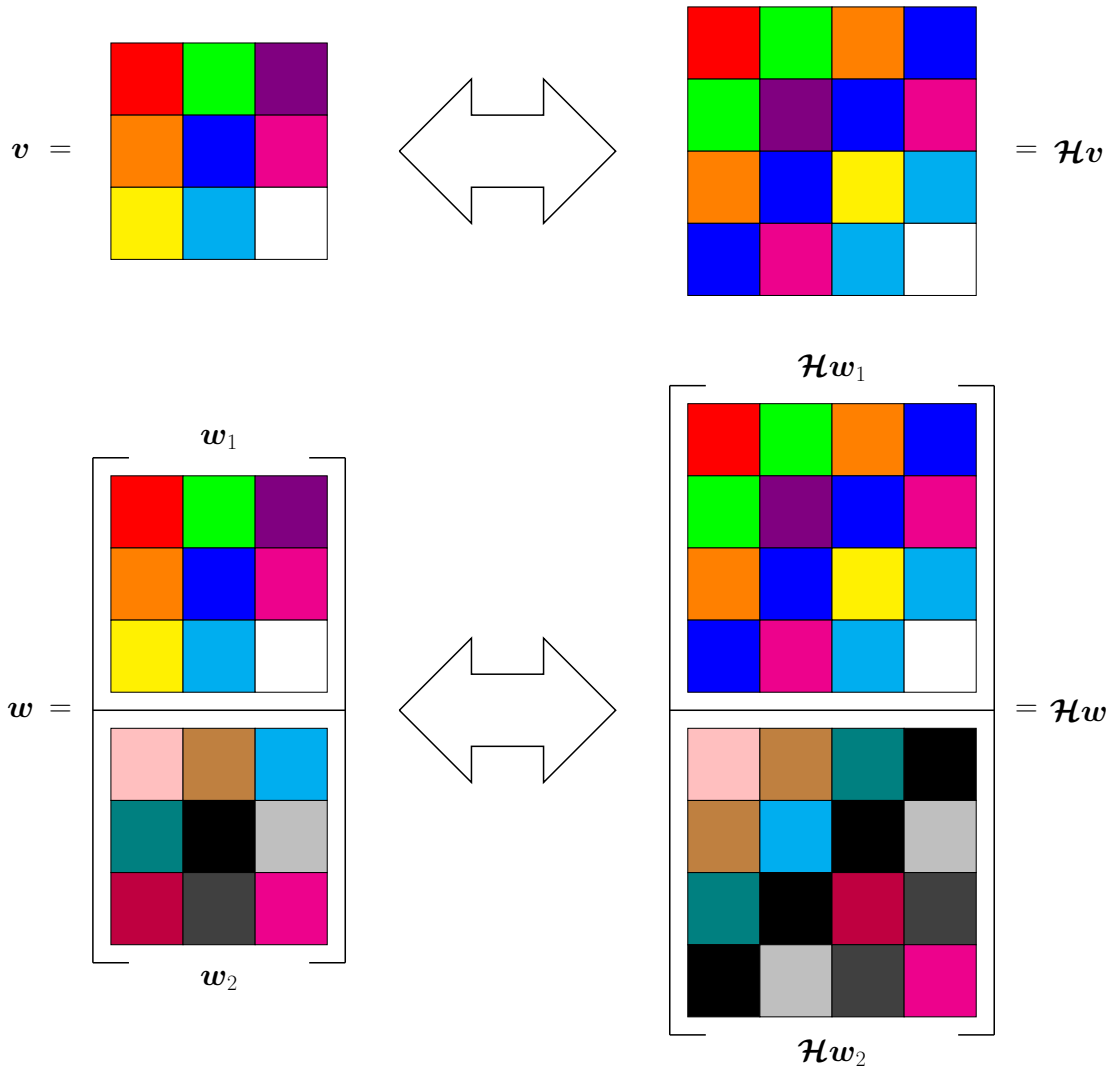 v =
= ℋv
ℋw₁
w₁
w =
= ℋw
w₂
ℋw₂